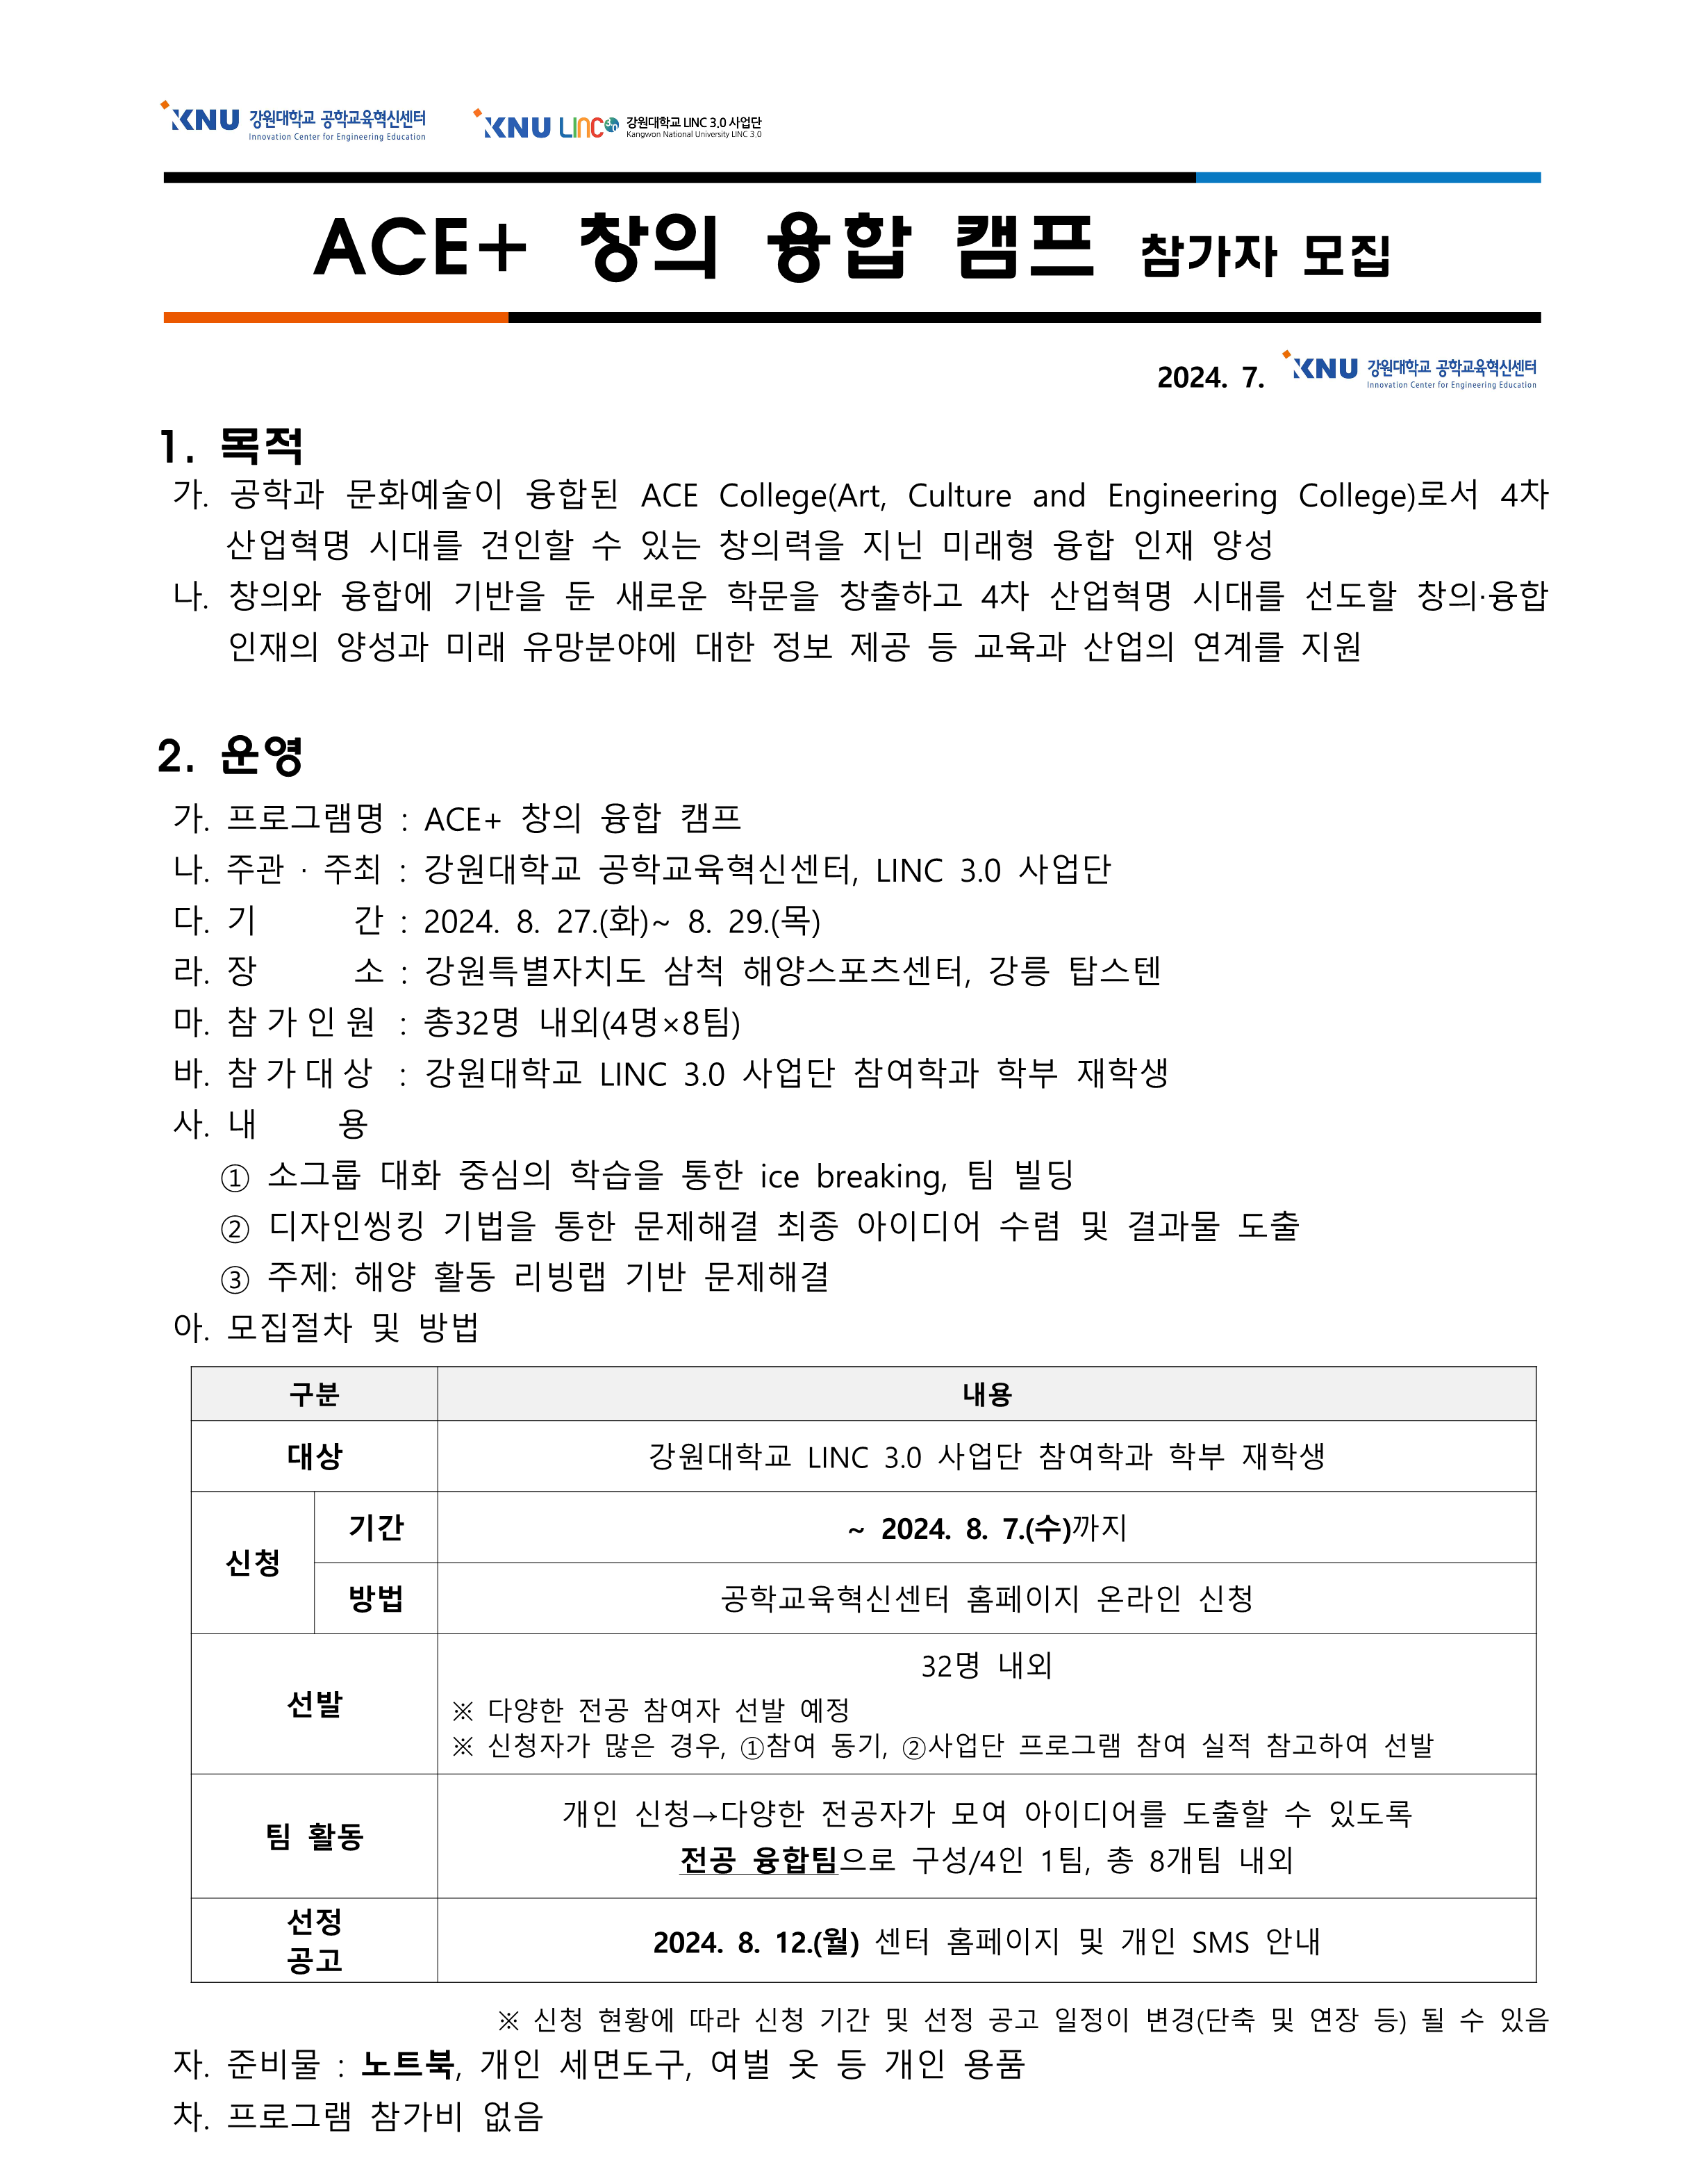 KNU 강원대학교 공학교육혁신센터
Innovation Center for Engineering Education
KNU LINC 3.0 강원대학교 LINC 3.0 사업단
Kangwon National University LINC 3.0
ACE+ 창의 융합 캠프 참가자 모집
2024. 7. KNU 강원대학교 공학교육혁신센터
Innovation Center for Engineering Education
1. 목적
가. 공학과 문화예술이 융합된 ACE College(Art, Culture and Engineering College)로서 4차
산업혁명 시대를 견인할 수 있는 창의력을 지닌 미래형 융합 인재 양성
나. 창의와 융합에 기반을 둔 새로운 학문을 창출하고 4차 산업혁명 시대를 선도할 창의·융합
인재의 양성과 미래 유망분야에 대한 정보 제공 등 교육과 산업의 연계를 지원
2. 운영
가. 프로그램명 : ACE+ 창의 융합 캠프
나. 주관 · 주최 : 강원대학교 공학교육혁신센터, LINC 3.0 사업단
다. 기 간 : 2024. 8. 27.(화)~ 8. 29.(목)
라. 장 소 : 강원특별자치도 삼척 해양스포츠센터, 강릉 탑스텐
마. 참 가 인 원 : 총32명 내외(4명×8팀)
바. 참 가 대 상 : 강원대학교 LINC 3.0 사업단 참여학과 학부 재학생
사. 내 용
① 소그룹 대화 중심의 학습을 통한 ice breaking, 팀 빌딩
② 디자인씽킹 기법을 통한 문제해결 최종 아이디어 수렴 및 결과물 도출
③ 주제: 해양 활동 리빙랩 기반 문제해결
아. 모집절차 및 방법
구분 내용
대상 강원대학교 LINC 3.0 사업단 참여학과 학부 재학생
신청 기간 ~ 2024. 8. 7.(수)까지
방법 공학교육혁신센터 홈페이지 온라인 신청
선발 32명 내외
※ 다양한 전공 참여자 선발 예정
※ 신청자가 많은 경우, ①참여 동기, ②사업단 프로그램 참여 실적 참고하여 선발
팀 활동 개인 신청→다양한 전공자가 모여 아이디어를 도출할 수 있도록
전공 융합팀으로 구성/4인 1팀, 총 8개팀 내외
선정
공고 2024. 8. 12.(월) 센터 홈페이지 및 개인 SMS 안내
※ 신청 현황에 따라 신청 기간 및 선정 공고 일정이 변경(단축 및 연장 등) 될 수 있음
자. 준비물 : 노트북, 개인 세면도구, 여벌 옷 등 개인 용품
차. 프로그램 참가비 없음